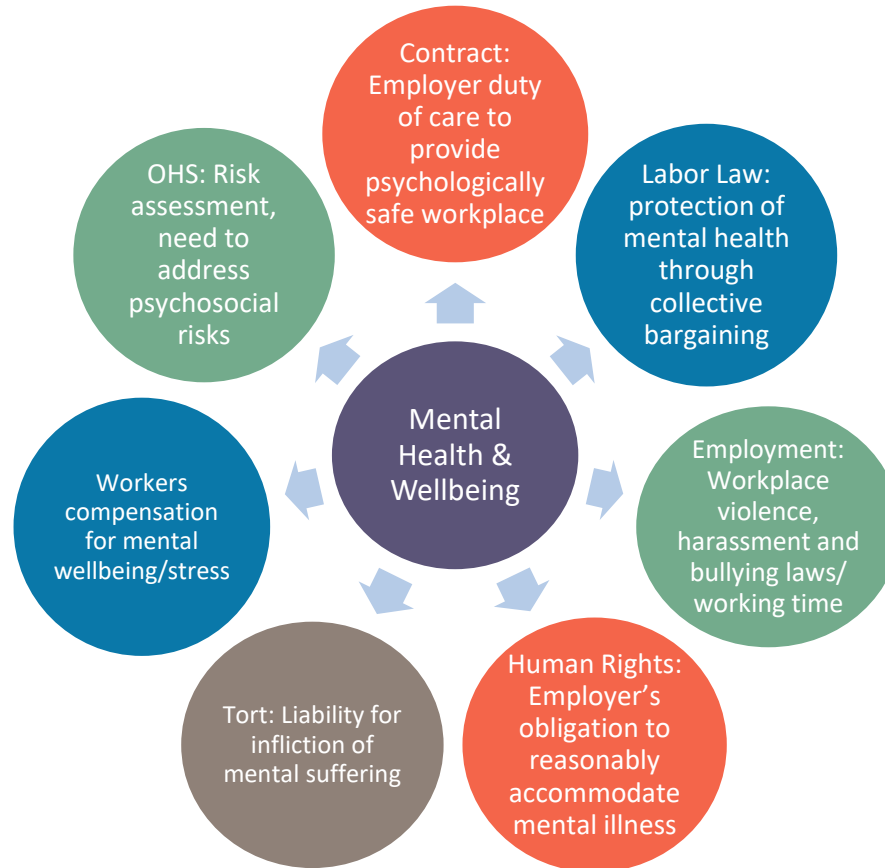 Contract:
Employer duty
of care to
provide
psychologically
safe workplace
Labor Law:
protection of
mental health
through
collective
bargaining
Employment:
Workplace
violence,
harassment and
bullying laws/
working time
Human Rights:
Employer’s
obligation to
reasonably
accommodate
mental illness
Tort: Liability for
infliction of
mental suffering
Workers
compensation
for mental
wellbeing/stress
OHS: Risk
assessment,
need to
address
psychosocial
risks
Mental
Health &
Wellbeing